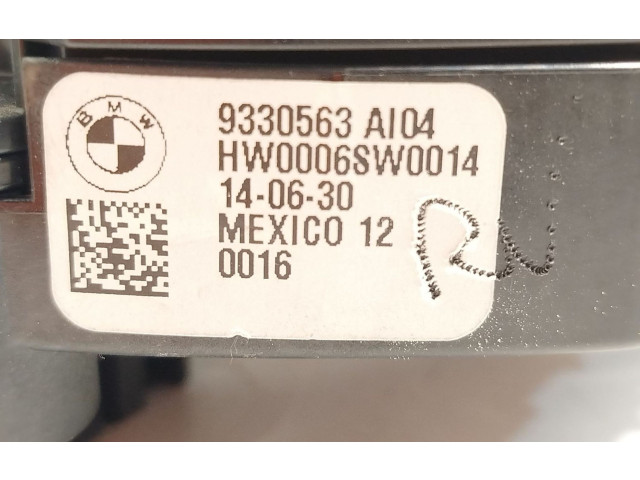 BMW
9330563 AI04
HW0006SW0014
14-06-30
MEXICO 12
0016